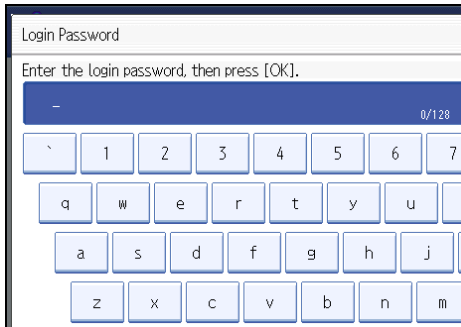 Login Password
Enter the login password, then press [OK].
_
0/128
` 1 2 3 4 5 6 7
q w e r t y u
a s d f g h j
z x c v b n m